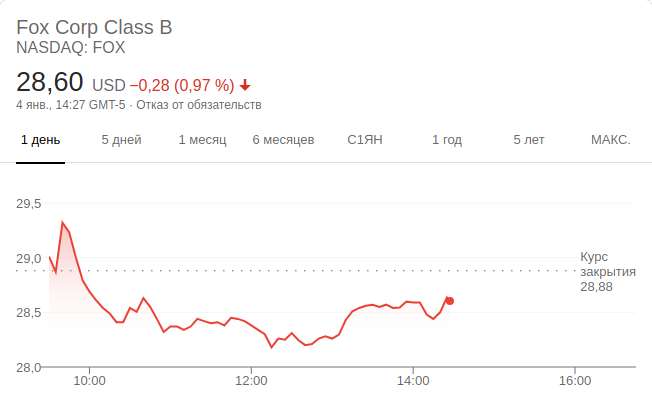 Fox Corp Class B
NASDAQ: FOX
28,60 USD −0,28 (0,97 %)
4 янв., 14:27 GMT-5 · Отказ от обязательств
1 день 5 дней 1 месяц 6 месяцев С1ЯН 1 год 5 лет МАКС.
29,5
29,0
28,5
28,0
Курс
закрытия
28,88
10:00 12:00 14:00 16:00